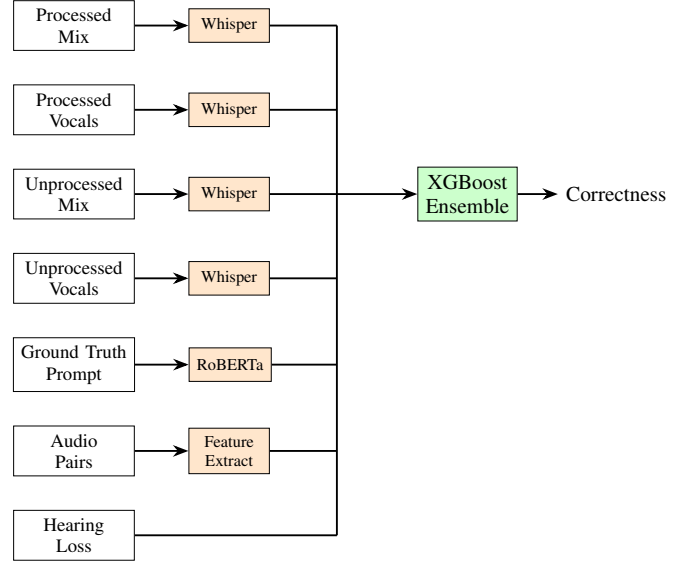 Processed
Mix
Whisper
Processed
Vocals
Whisper
Unprocessed
Mix
Whisper
XGBoost
Ensemble
Correctness
Unprocessed
Vocals
Whisper
Ground Truth
Prompt
RoBERTa
Audio
Pairs
Feature
Extract
Hearing
Loss